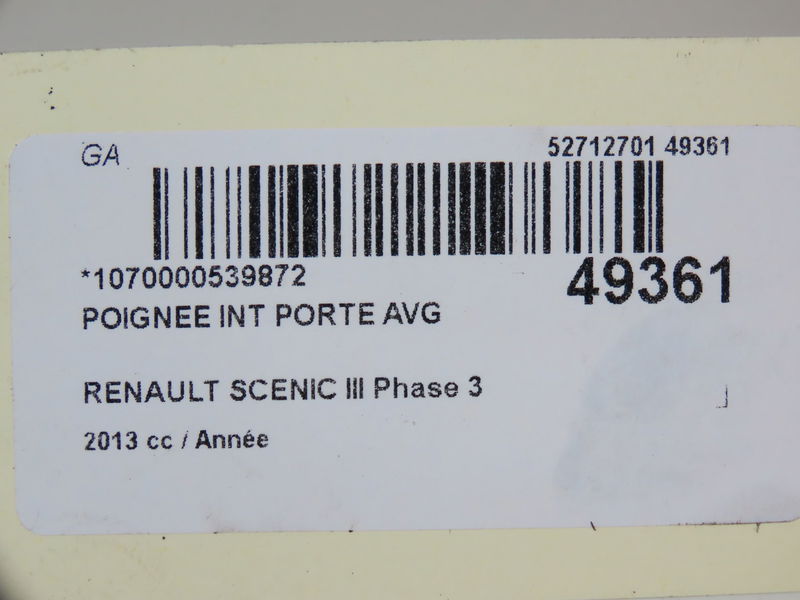 GA
52712701 49361
*1070000539872
49361
POIGNEE INT PORTE AVG
RENAULT SCENIC III Phase 3
2013 cc / Année